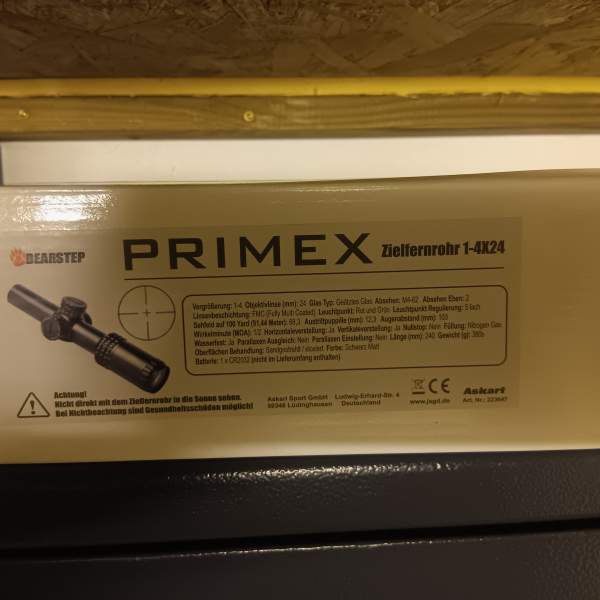 BEARSTEP
PRIMEX Zielfernrohr 1-4X24
Vergrößerung: 1-4 Objektivlinse (mm): 24 Glas Typ: Geätztes Glas Absehen: M4-62 Absehen Eben: 2
Linsenbeschichtung: FMC (Fully Multi Coated) Leuchtpunkt: Rot und Grün Leuchtpunkt Regulierung: 5 fach
Sehfeld auf 100 Yard (91,44 Meter): 88,3 Austrittpuppille (mm): 12,3 Augenabstand (mm): 103
Winkelminute (MOA): 1/2 Horizontaleverstellung: Ja Vertikaleverstellung: Ja Nullstop: Nein Füllung: Nitrogen Gas
Wasserfest: Ja Parallaxen Ausgleich: Nein Parallaxen Einstellung: Nein Länge (mm): 240 Gewicht (g): 380s
Oberflächen Behandlung: Sandgestrahlt / eloxiert Farbe: Schwarz Matt
Batterie: 1 x CR2032 (nicht im Lieferumfang enthalten)
Achtung!
Nicht direkt mit dem Zielfernrohr in die Sonne sehen.
Bei Nichtbeachtung sind Gesundheitsschäden möglich!
Askari Sport GmbH Ludwig-Erhard-Str. 4
59348 Lüdinghausen Deutschland
CE
www.jagd.de
Askari
Art. Nr.: 223947